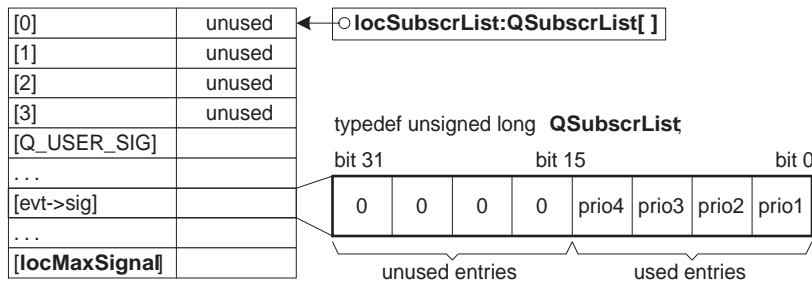 [0] unused
locSubscrList:QSubscrList[ ]
[1] unused
[2] unused
[3] unused
[Q_USER_SIG]
. . .
[evt->sig]
. . .
[locMaxSignal]
typedef unsigned long QSubscrList;
bit 31 bit 15 bit 0
0 0 0 0 prio4 prio3 prio2 prio1
unused entries used entries